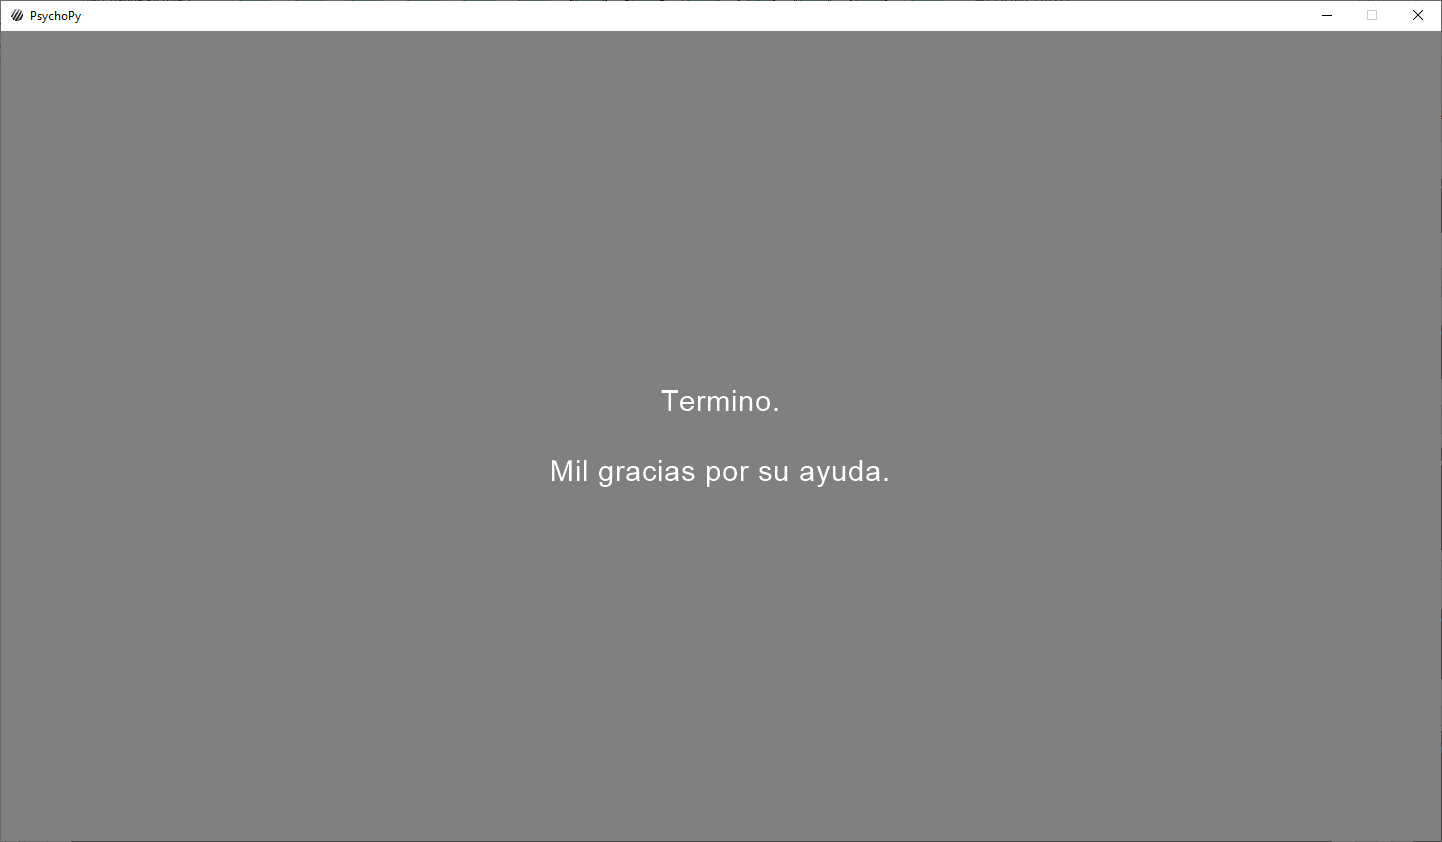 PsychoPy
Termino.
Mil gracias por su ayuda.